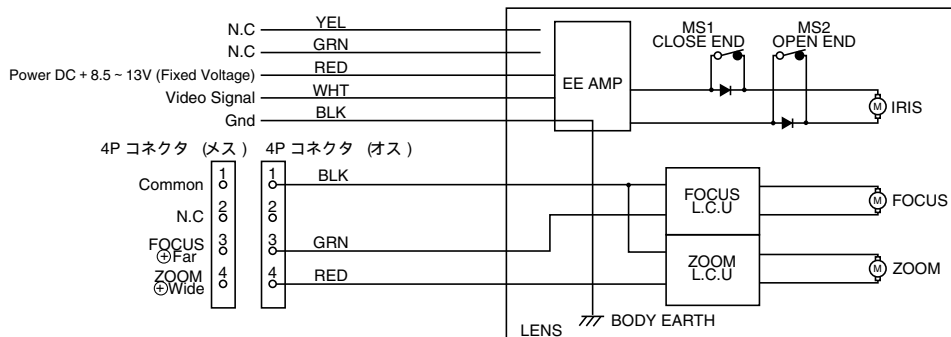 N.C YEL
N.C GRN
Power DC + 8.5 ~ 13V (Fixed Voltage) RED
Video Signal WHT
Gnd BLK
EE AMP
MS1
CLOSE END
MS2
OPEN END
M IRIS
4P コネクタ (メス) 4P コネクタ (オス)
Common 1 1 BLK
N.C 2 2
FOCUS
⊕Far 3 3 GRN
ZOOM
⊕Wide 4 4 RED
FOCUS
L.C.U
M FOCUS
ZOOM
L.C.U
M ZOOM
BODY EARTH
LENS